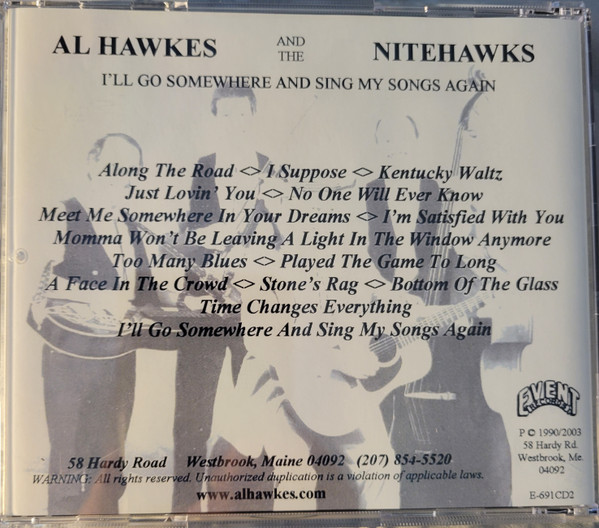 AL HAWKES AND THE NITEHAWKS
I'LL GO SOMEWHERE AND SING MY SONGS AGAIN
Along The Road <> I Suppose <> Kentucky Waltz
Just Lovin' You <> No One Will Ever Know
Meet Me Somewhere In Your Dreams <> I'm Satisfied With You
Momma Won't Be Leaving A Light In The Window Anymore
Too Many Blues <> Played The Game To Long
A Face In The Crowd <> Stone's Rag <> Bottom Of The Glass
Time Changes Everything
I'll Go Somewhere And Sing My Songs Again
EVENT
RECORDS
P © 1990/2003
58 Hardy Rd.
Westbrook, Me.
04092
E-691CD2
58 Hardy Road Westbrook, Maine 04092 (207) 854-5520
WARNING: All rights reserved. Unauthorized duplication is a violation of applicable laws.
www.alhawkes.com